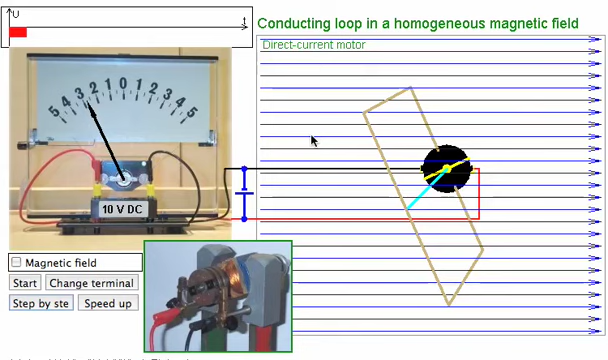 U
t
Conducting loop in a homogeneous magnetic field
Direct-current motor
5 4 3 2 1 0 1 2 3 4 5
10 V DC
Magnetic field
Start
Change terminal
Step by ste
Speed up